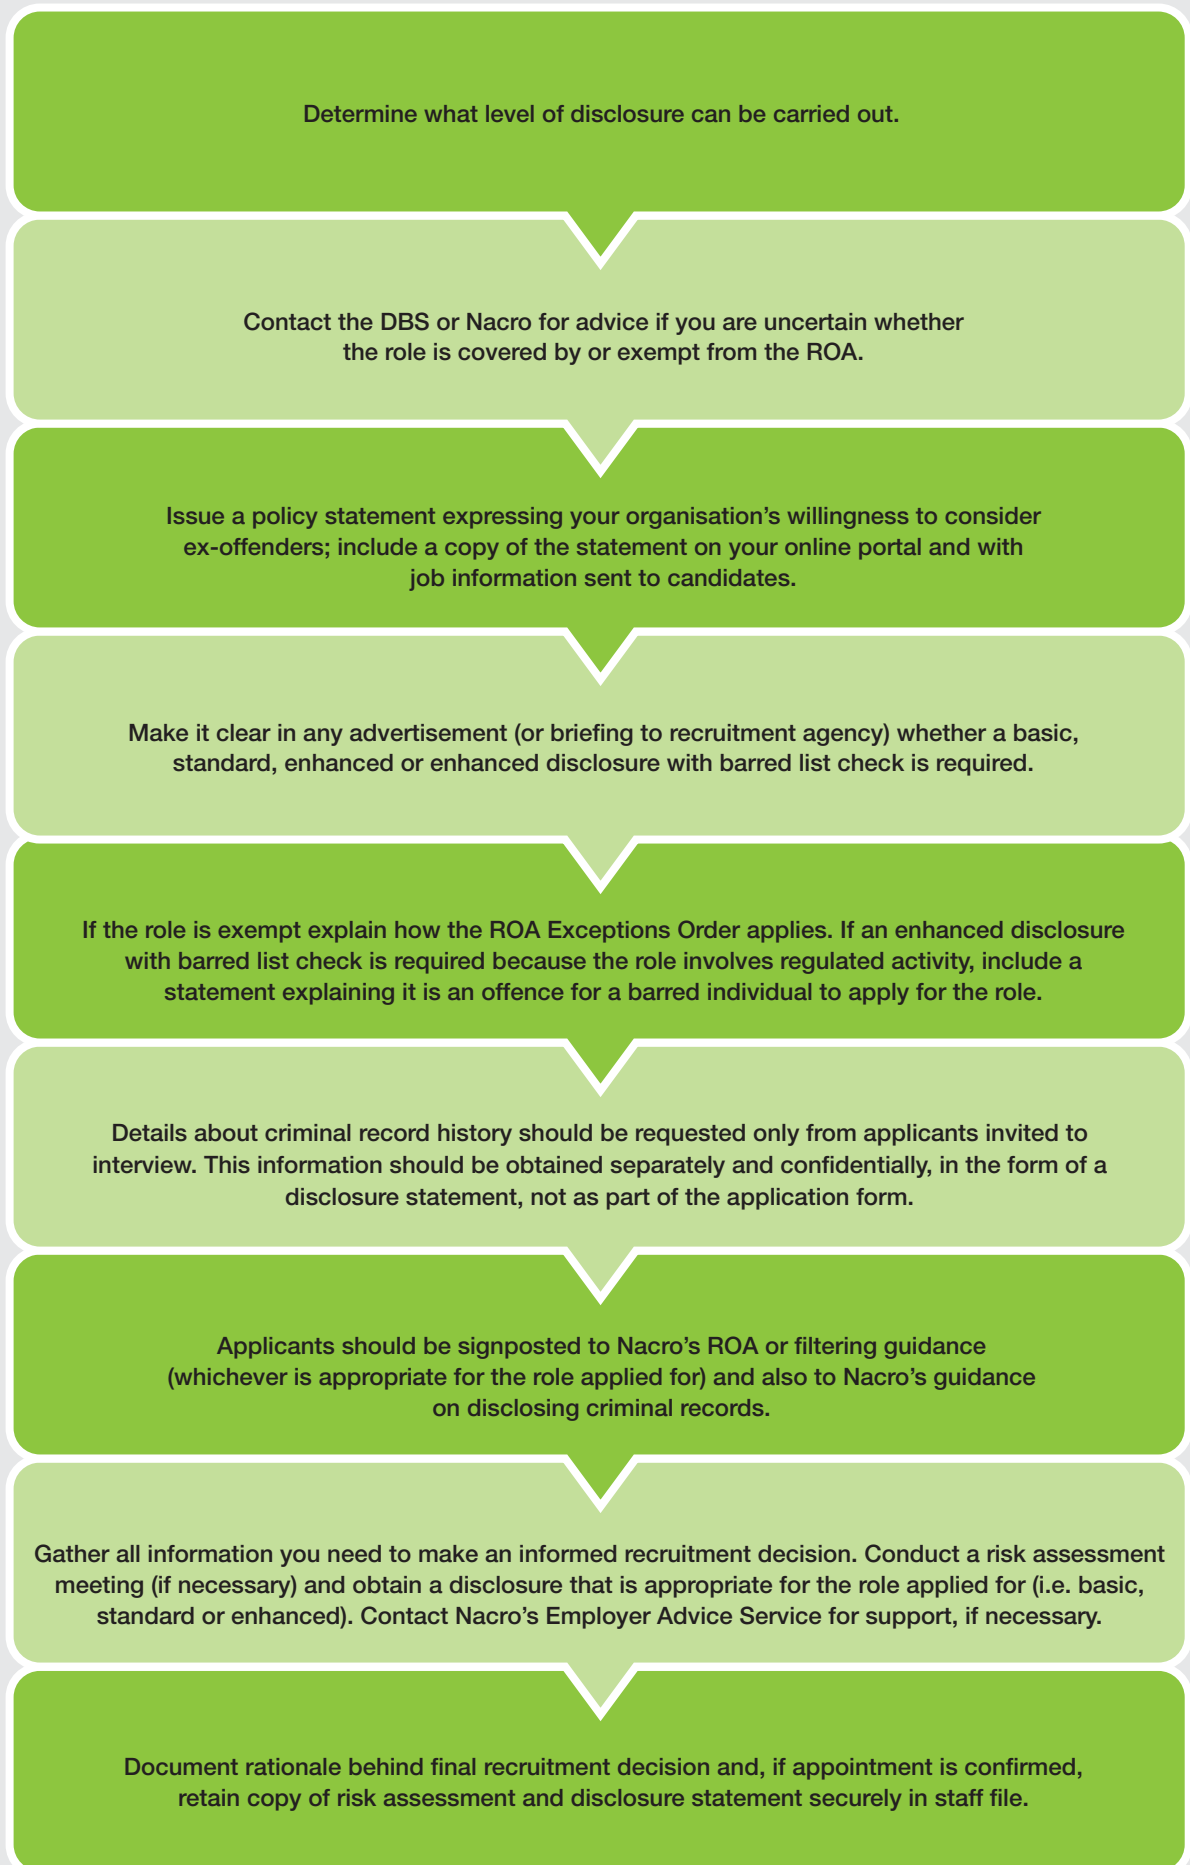 Determine what level of disclosure can be carried out.
Contact the DBS or Nacro for advice if you are uncertain whether
the role is covered by or exempt from the ROA.
Issue a policy statement expressing your organisation’s willingness to consider
ex-offenders; include a copy of the statement on your online portal and with
job information sent to candidates.
Make it clear in any advertisement (or briefing to recruitment agency) whether a basic,
standard, enhanced or enhanced disclosure with barred list check is required.
If the role is exempt explain how the ROA Exceptions Order applies. If an enhanced disclosure
with barred list check is required because the role involves regulated activity, include a
statement explaining it is an offence for a barred individual to apply for the role.
Details about criminal record history should be requested only from applicants invited to
interview. This information should be obtained separately and confidentially, in the form of a
disclosure statement, not as part of the application form.
Applicants should be signposted to Nacro’s ROA or filtering guidance
(whichever is appropriate for the role applied for) and also to Nacro’s guidance
on disclosing criminal records.
Gather all information you need to make an informed recruitment decision. Conduct a risk assessment
meeting (if necessary) and obtain a disclosure that is appropriate for the role applied for (i.e. basic,
standard or enhanced). Contact Nacro’s Employer Advice Service for support, if necessary.
Document rationale behind final recruitment decision and, if appointment is confirmed,
retain copy of risk assessment and disclosure statement securely in staff file.